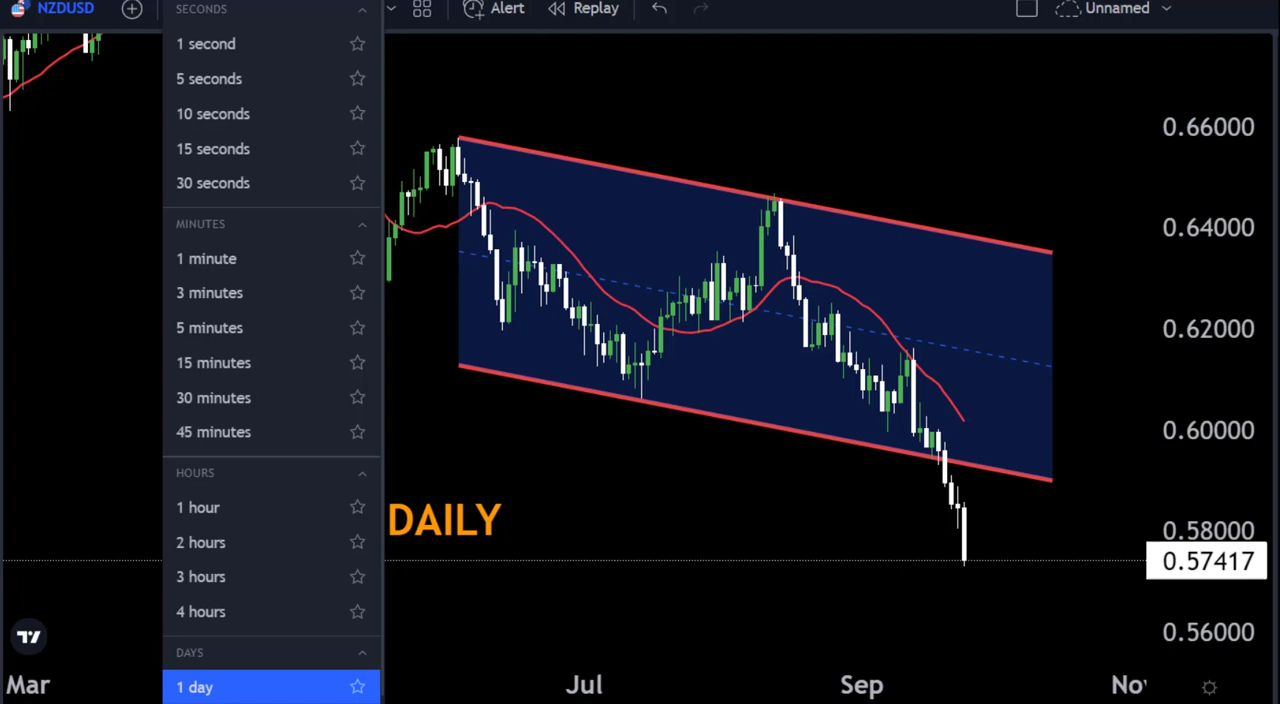 NZDUSD
Alert
Replay
Unnamed
SECONDS
1 second
5 seconds
10 seconds
15 seconds
30 seconds
MINUTES
1 minute
3 minutes
5 minutes
15 minutes
30 minutes
45 minutes
HOURS
1 hour
2 hours
3 hours
4 hours
DAYS
1 day
DAILY
0.66000
0.64000
0.62000
0.60000
0.58000
0.57417
0.56000
Mar
Jul
Sep